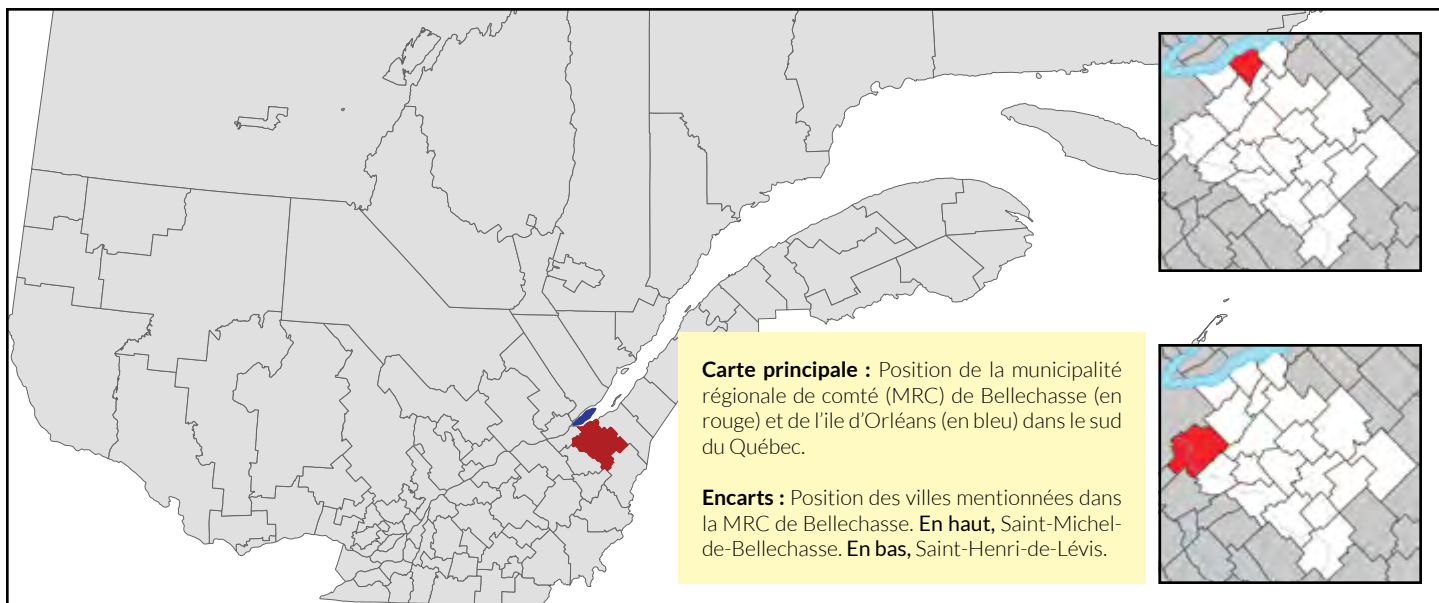 Carte principale : Position de la municipalité
régionale de comté (MRC) de Bellechasse (en
rouge) et de l'ile d'Orléans (en bleu) dans le sud
du Québec.
Encarts : Position des villes mentionnées dans
la MRC de Bellechasse. En haut, Saint-Michel-
de-Bellechasse. En bas, Saint-Henri-de-Lévis.